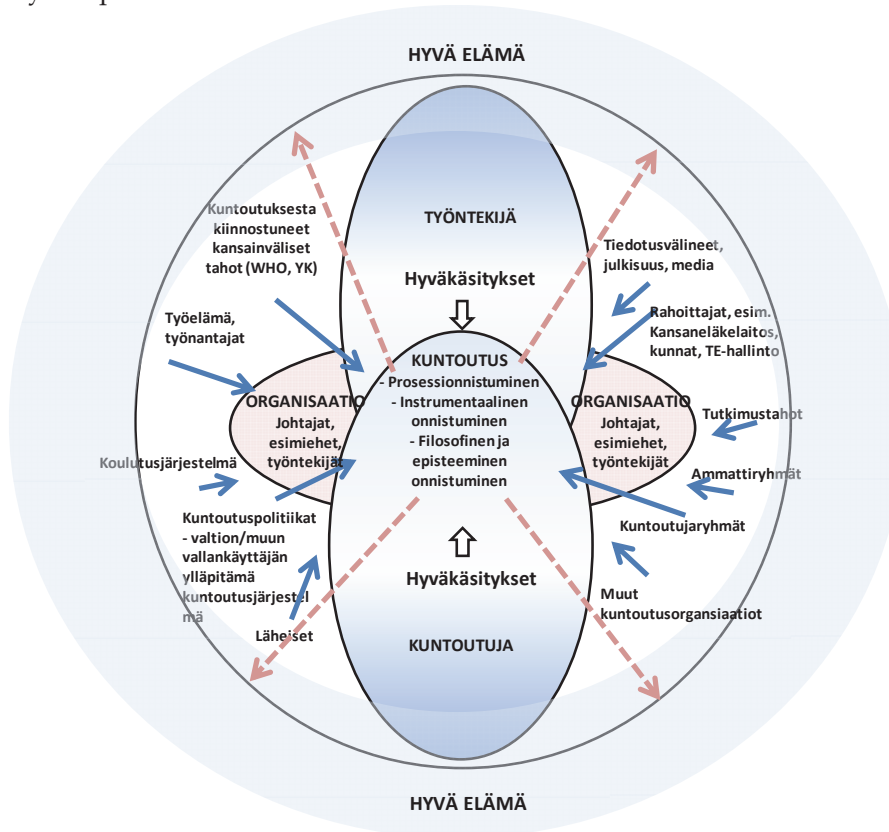 HYVÄ ELÄMÄ
TYÖNTEKIJÄ
Hyväkäsitykset
Kuntoutuksesta
kiinnostuneet
kansainväliset
tahot (WHO, YK)
Työelämä,
työnantajat
Tiedotusvälineet,
julkisuus, media
Rahoittajat, esim.
Kansaneläkelaitos,
kunnat, TE-hallinto
KUNTOUTUS
- Prosessionnistuminen
- Instrumentaalinen
onnistuminen
- Filosofinen ja
episteeminen
onnistuminen
ORGANISAATIO
Johtajat,
esimiehet,
työntekijät
ORGANISAATIO
Johtajat,
esimiehet,
työntekijät
Tutkimustahot
Koulutusjärjestelmä
Ammattiryhmät
Kuntoutuspolitiikat
- valtion/muun
vallankäyttäjän
ylläpitämä
kuntoutusjärjestel
mä
Kuntoutujaryhmät
Läheiset
Muut
kuntoutusorgansiaatiot
Hyväkäsitykset
KUNTOUTUJA
HYVÄ ELÄMÄ